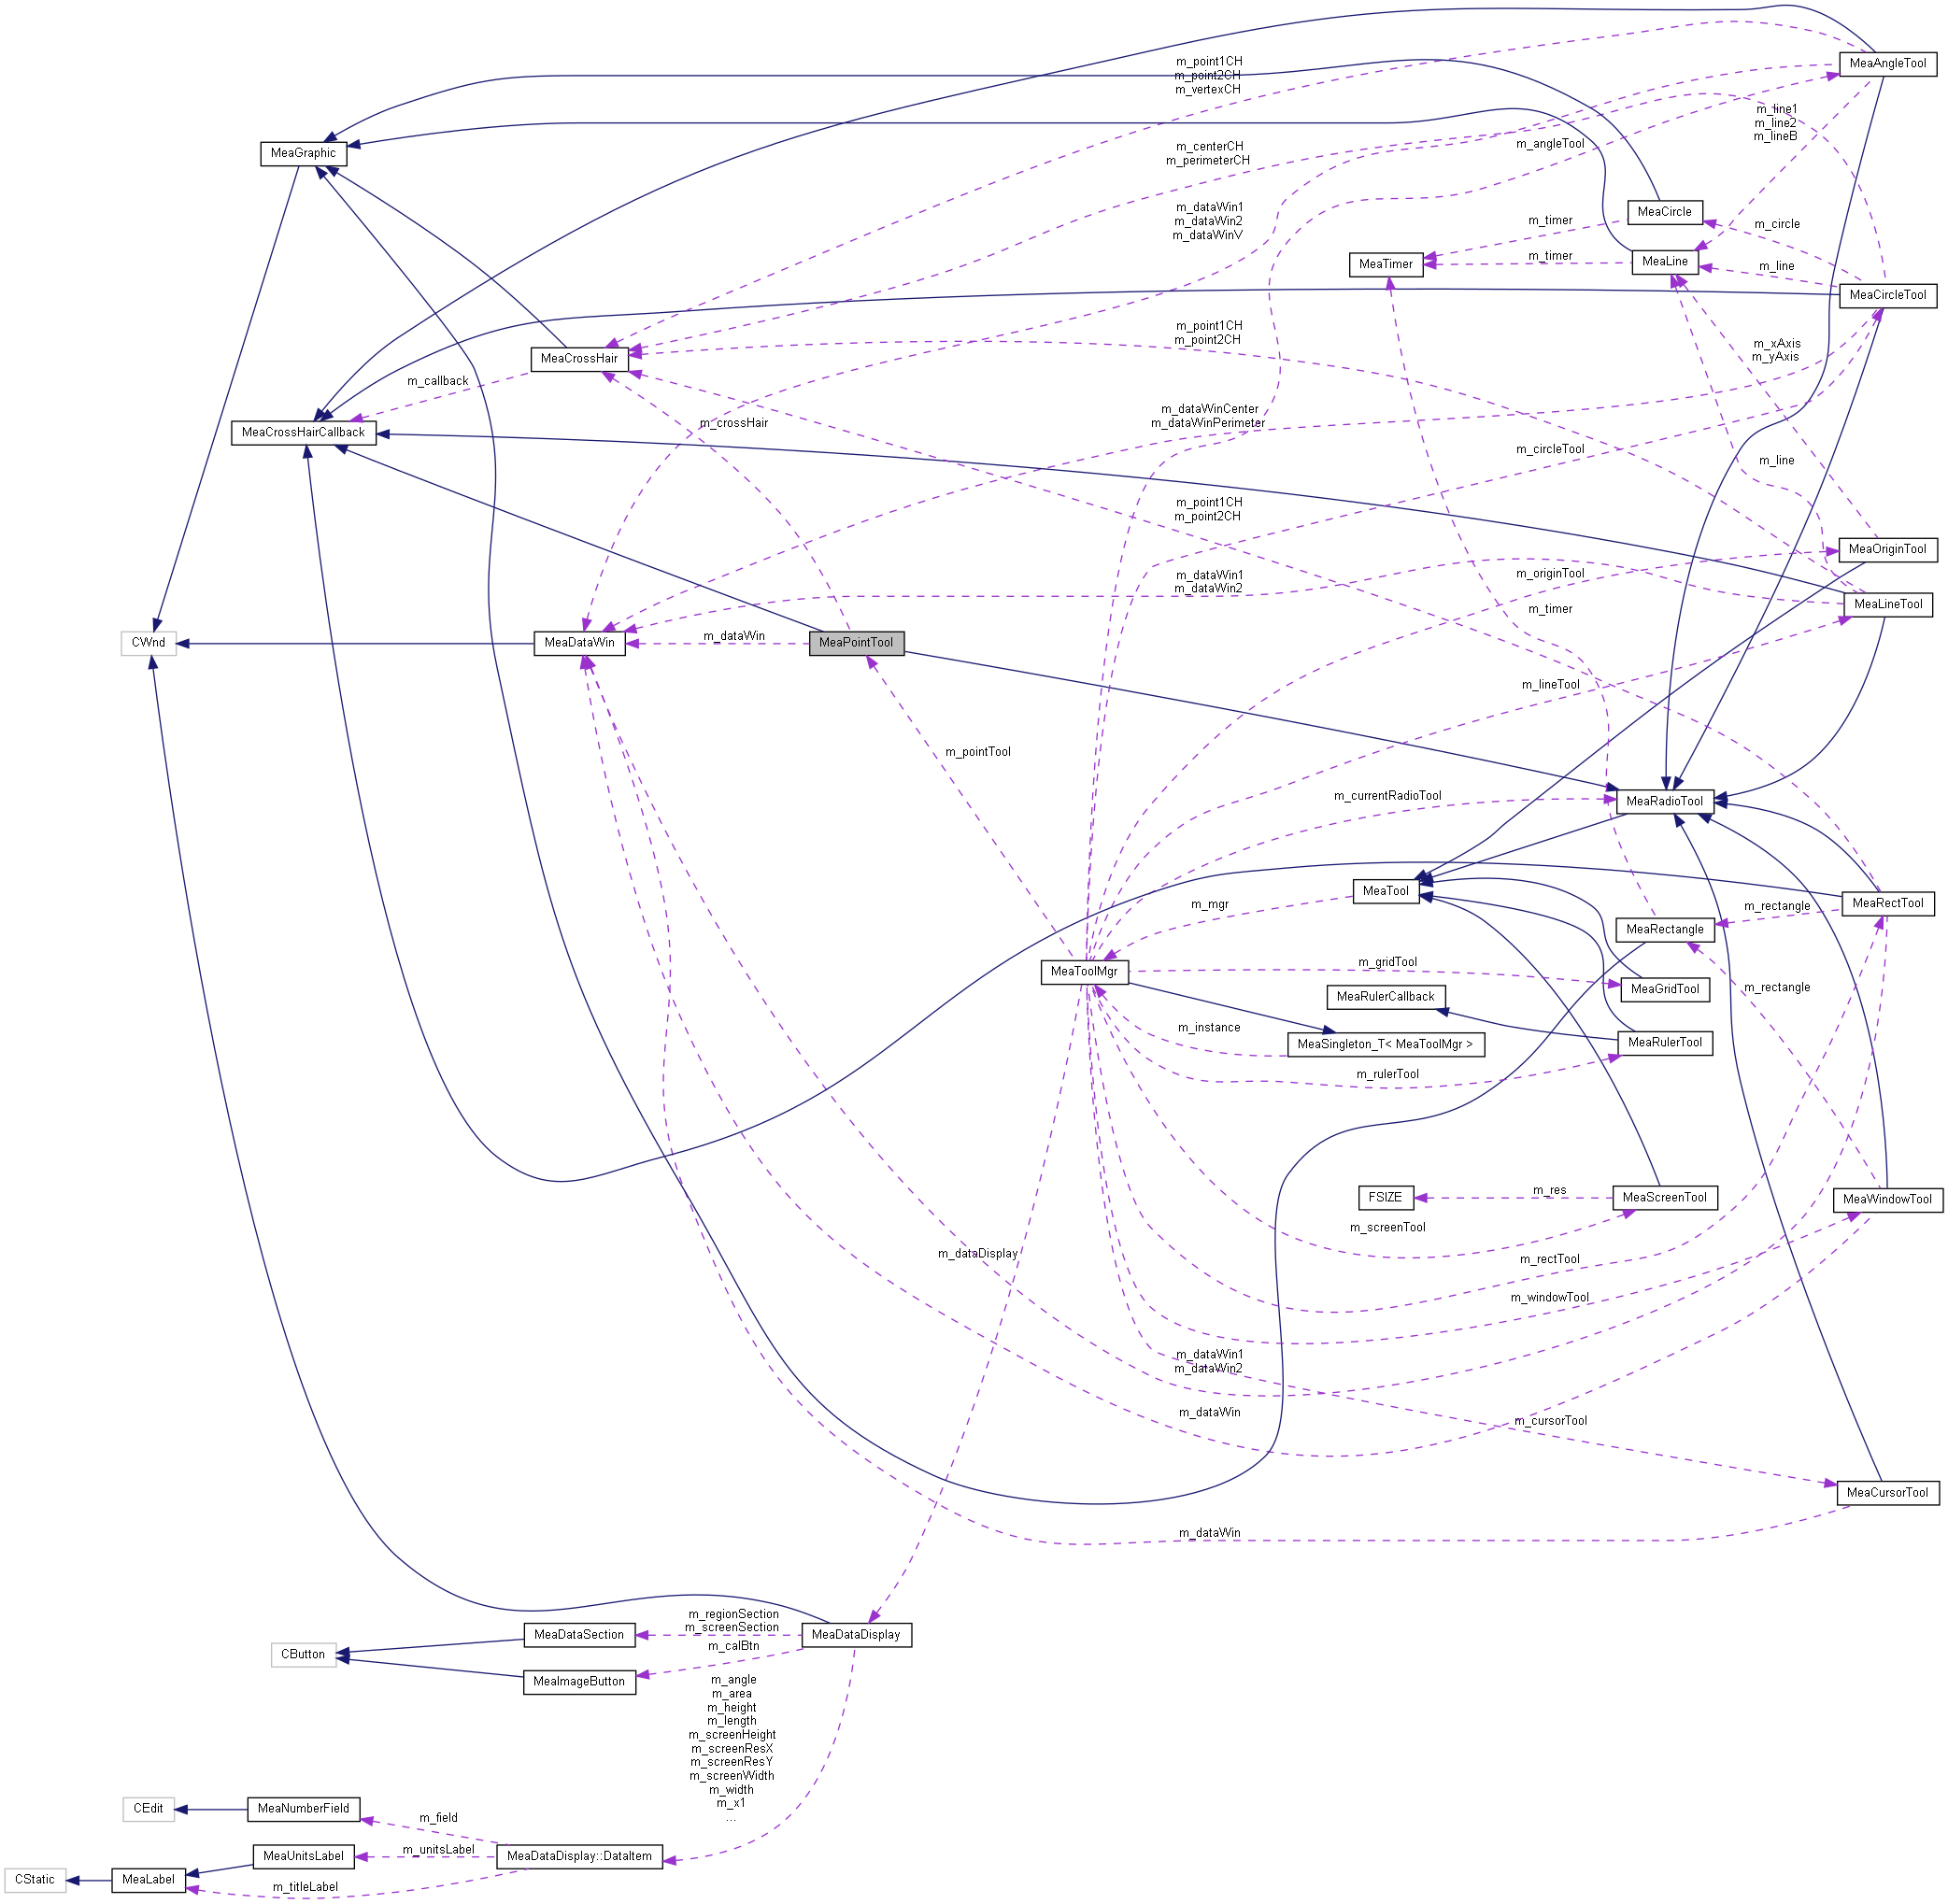 MeaAngleTool
m_point1CH
m_point2CH
m_vertexCH
m_line1
m_line2
m_lineB
m_angleTool
m_centerCH
m_perimeterCH
MeaGraphic
MeaCircle
m_dataWin1
m_dataWin2
m_dataWinV
m_timer
m_circle
MeaTimer
m_timer
MeaLine
m_line
MeaCircleTool
m_point1CH
m_point2CH
m_xAxis
m_yAxis
MeaCrossHair
m_callback
m_dataWinCenter
m_dataWinPerimeter
m_crossHair
MeaCrossHairCallback
m_circleTool
m_line
m_point1CH
m_point2CH
MeaOriginTool
m_dataWin1
m_dataWin2
m_originTool
MeaLineTool
m_timer
CWnd
MeaDataWin
m_dataWin
MeaPointTool
m_lineTool
m_pointTool
m_currentRadioTool
MeaRadioTool
MeaTool
m_mgr
m_rectangle
MeaRectTool
MeaRectangle
MeaToolMgr
m_gridTool
MeaGridTool
m_rectangle
MeaRulerCallback
m_instance
MeaSingleton_T< MeaToolMgr >
MeaRulerTool
m_rulerTool
FSIZE
m_res
MeaScreenTool
MeaWindowTool
m_screenTool
m_dataDisplay
m_rectTool
m_windowTool
m_dataWin1
m_dataWin2
m_dataWin
m_cursorTool
MeaCursorTool
m_dataWin
m_regionSection
m_screenSection
MeaDataSection
MeaDataDisplay
m_calBtn
CButton
MeaImageButton
m_angle
m_area
m_height
m_length
m_screenHeight
m_screenResX
m_screenResY
m_screenWidth
m_width
m_x1
...
CEdit
MeaNumberField
m_field
m_unitsLabel
MeaUnitsLabel
MeaDataDisplay::DataItem
CStatic
MeaLabel
m_titleLabel